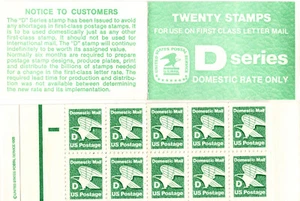 NOTICE TO CUSTOMERS
The "D" Series stamp has been issued to avoid
any shortages on first-class postage stamps. It
is to be used domestically just as any other
first-class stamp. It should not be used for
international mail. The "D" stamp will continue
indefinitely to be worth its assigned value.
Normally six months are required to prepare
postage stamp designs, produce plates, print
and distribute the billions of stamps needed
for a change in the first-class letter rate. The
required lead time for production and distribu-
tion was not available between determining
the new rate and its implementation.
TWENTY STAMPS
FOR USE ON FIRST CLASS LETTER MAIL
D series
DOMESTIC RATE ONLY
Domestic Mail
D
US Postage
Domestic Mail
D
US Postage
Domestic Mail
D
US Postage
Domestic Mail
D
US Postage
Domestic Mail
D
US Postage
Domestic Mail
D
US Postage
Domestic Mail
D
US Postage
Domestic Mail
D
US Postage
Domestic Mail
D
US Postage
Domestic Mail
D
US Postage